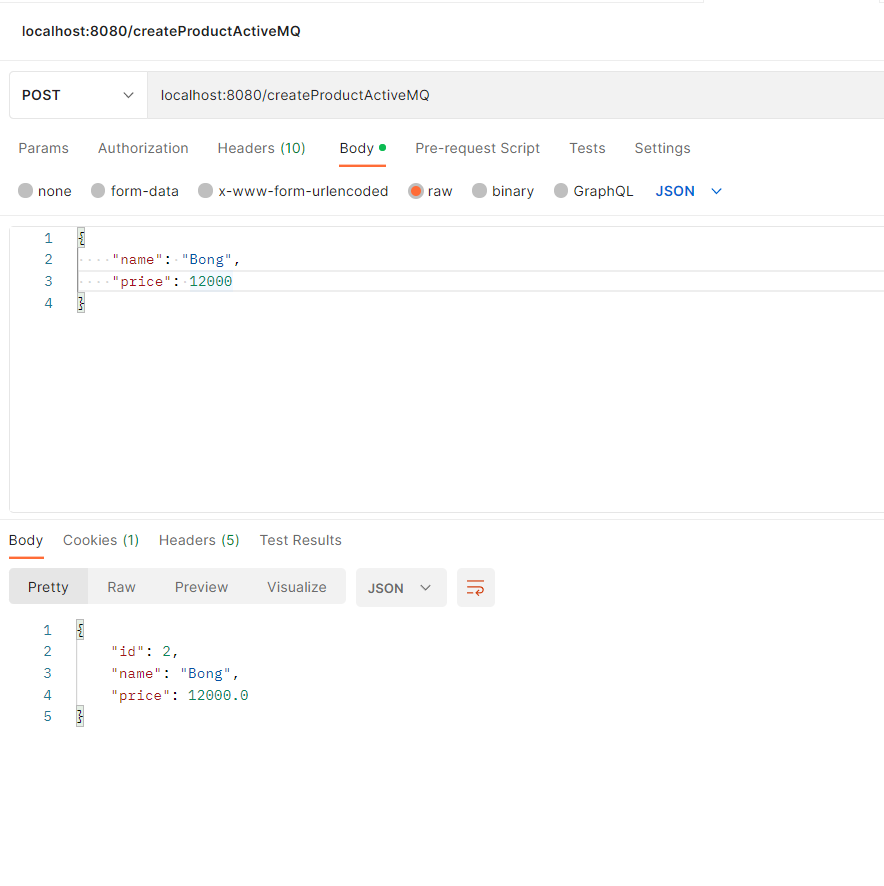 localhost:8080/createProductActiveMQ
POST localhost:8080/createProductActiveMQ
Params Authorization Headers (10) Body Pre-request Script Tests Settings
none form-data x-www-form-urlencoded raw binary GraphQL JSON
1 {
2 "name": "Bong",
3 "price": 12000
4 }
Body Cookies (1) Headers (5) Test Results
Pretty Raw Preview Visualize JSON
1 {
2 "id": 2,
3 "name": "Bong",
4 "price": 12000.0
5 }